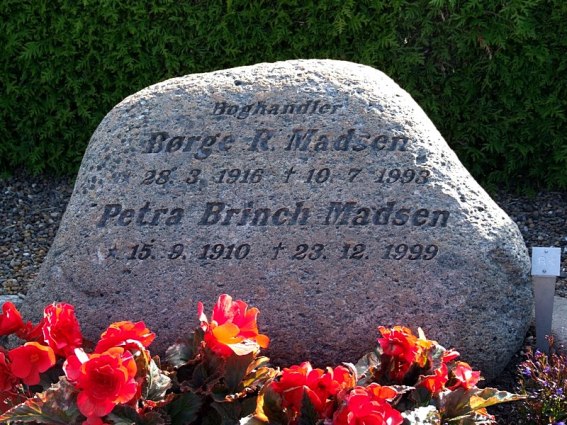 Boghandler
Børge R. Madsen
* 28. 3. 1916 † 10. 7. 1993
Petra Brinch Madsen
* 15. 9. 1910 † 23. 12. 1999